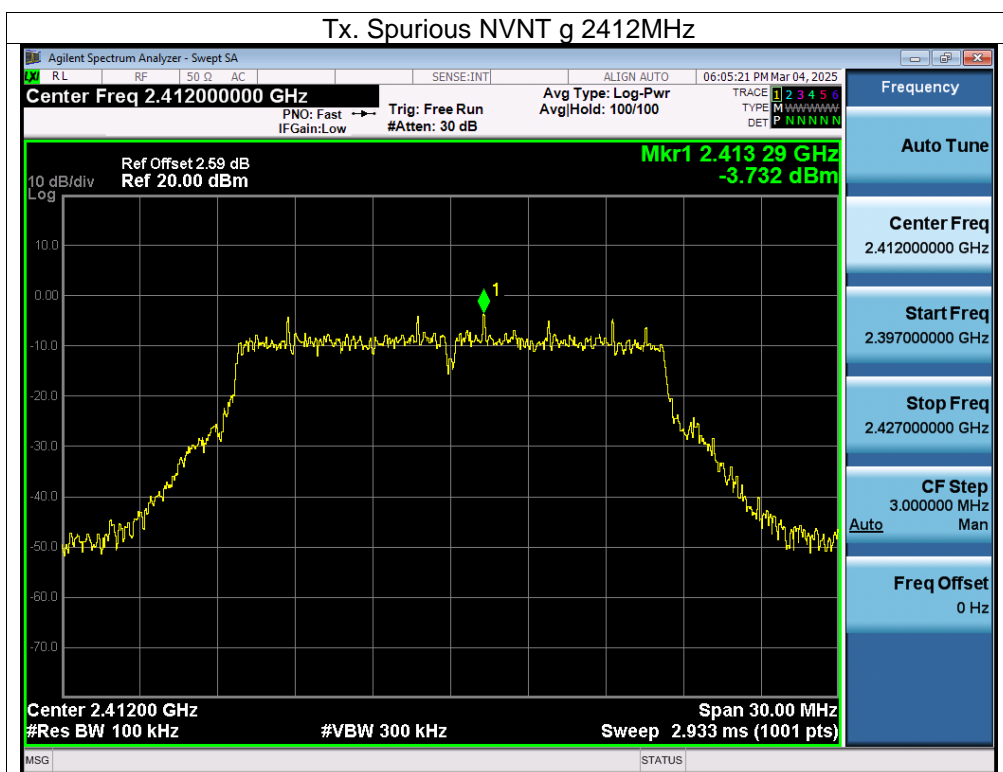 Tx. Spurious NVNT g 2412MHz
Agilent Spectrum Analyzer - Swept SA
LXI RL RF 50 Ω AC SENSE:INT ALIGN AUTO 06:05:21 PM Mar 04, 2025
Center Freq 2.412000000 GHz
PNO: Fast
IFGain:Low
Trig: Free Run
#Atten: 30 dB
Avg Type: Log-Pwr
Avg|Hold: 100/100
TRACE 1 2 3 4 5 6
TYPE M WWWWW
DET P N N N N N
Mkr1 2.413 29 GHz
-3.732 dBm
Ref Offset 2.59 dB
10 dB/div Ref 20.00 dBm
Log
10.0
0.00
-10.0
-20.0
-30.0
-40.0
-50.0
-60.0
-70.0
1
Center 2.41200 GHz Span 30.00 MHz
#Res BW 100 kHz #VBW 300 kHz Sweep 2.933 ms (1001 pts)
MSG STATUS
Frequency
Auto Tune
Center Freq
2.412000000 GHz
Start Freq
2.397000000 GHz
Stop Freq
2.427000000 GHz
CF Step
3.000000 MHz
Auto Man
Freq Offset
0 Hz